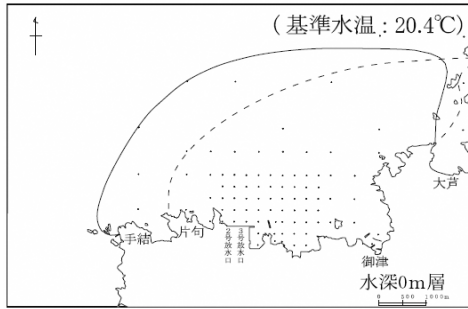 (基準水温：20.4℃)
大芦
手結
片句
2号放水口
3号放水口
御津
水深0m層
0 500 1000m